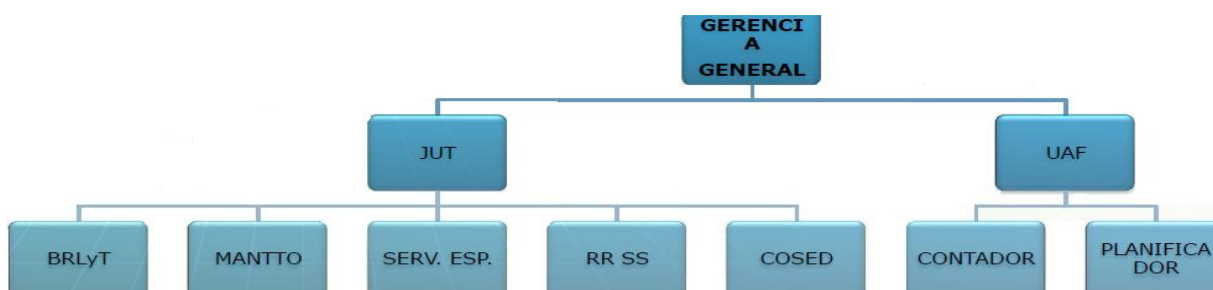 GERENCI
A
GENERAL
JUT
UAF
BRLyT
MANTTO
SERV. ESP.
RR SS
COSED
CONTADOR
PLANIFICA
DOR